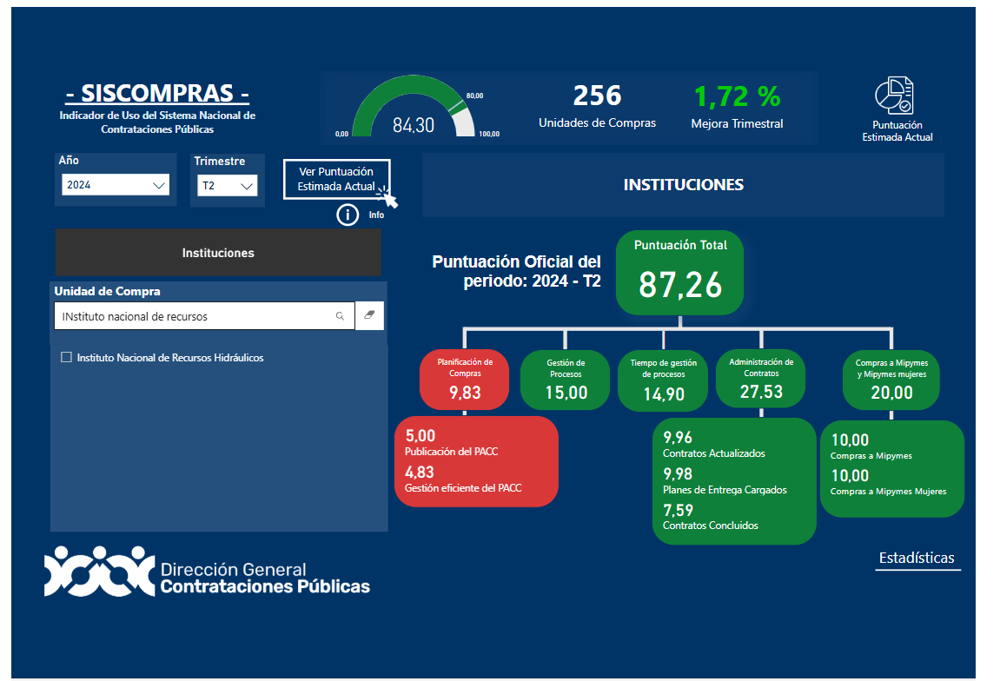 - SISCOMPRAS -
Indicador de Uso del Sistema Nacional de
Contrataciones Públicas
0,00
84,30
80,00
100,00
256
Unidades de Compras
1,72 %
Mejora Trimestral
Puntuación
Estimada Actual
Año
2024
Trimestre
T2
Ver Puntuación
Estimada Actual
Info
INSTITUCIONES
Instituciones
Unidad de Compra
INstituto nacional de recursos
Instituto Nacional de Recursos Hidráulicos
Puntuación Oficial del
periodo: 2024 - T2
Puntuación Total
87,26
Planificación de
Compras
9,83
Gestión de
Procesos
15,00
Tiempo de gestión
de procesos
14,90
Administración de
Contratos
27,53
Compras a Mipymes
y Mipymes mujeres
20,00
5,00
Publicación del PACC
4,83
Gestión eficiente del PACC
9,96
Contratos Actualizados
9,98
Planes de Entrega Cargados
7,59
Contratos Concluidos
10,00
Compras a Mipymes
10,00
Compras a Mipymes Mujeres
Dirección General
Contrataciones Públicas
Estadísticas